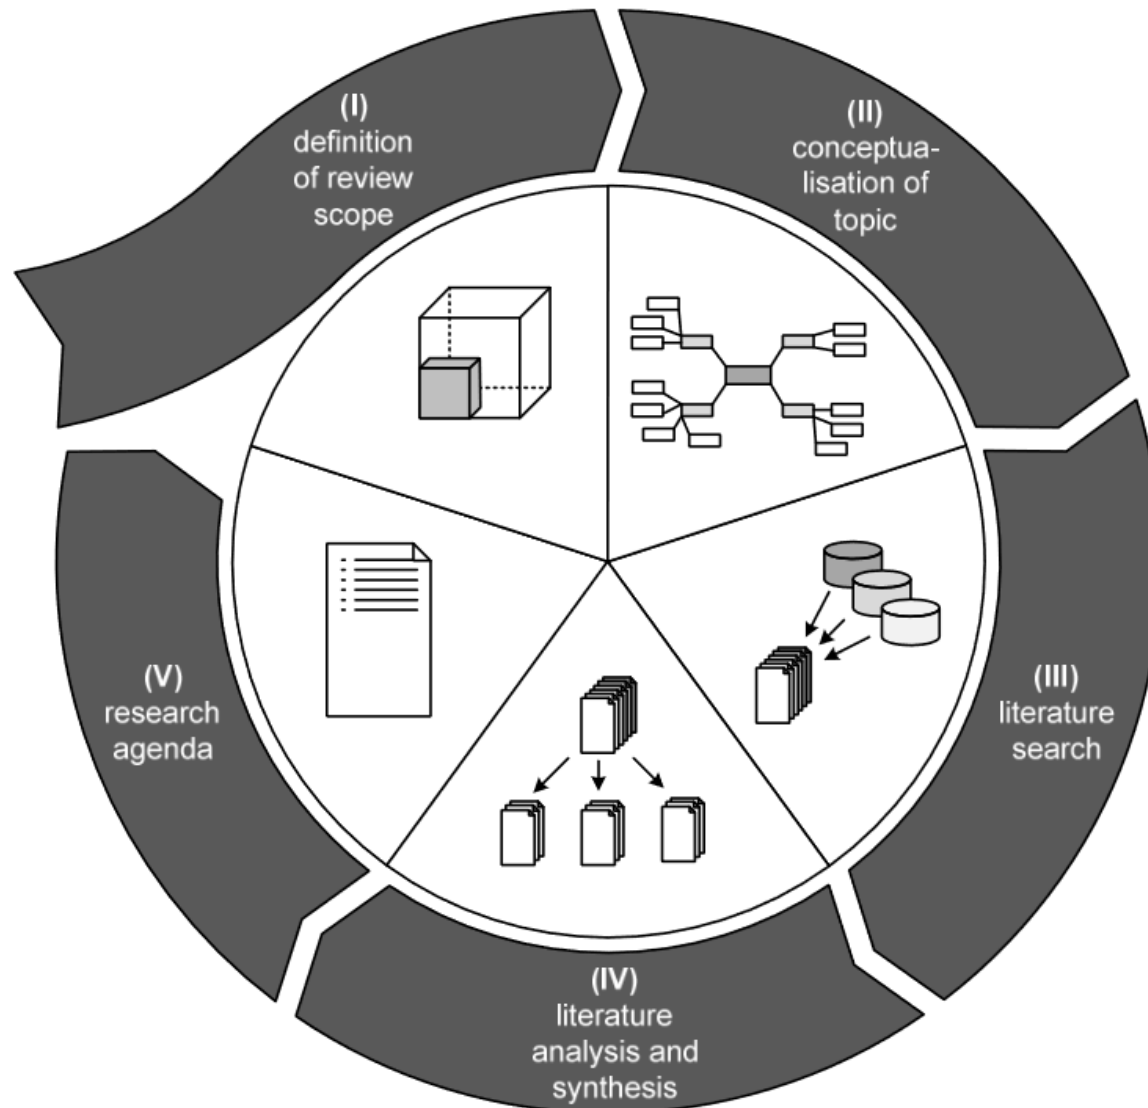 (I)
definition
of review
scope
(II)
conceptua-
lisation of
topic
(III)
literature
search
(IV)
literature
analysis and
synthesis
(V)
research
agenda